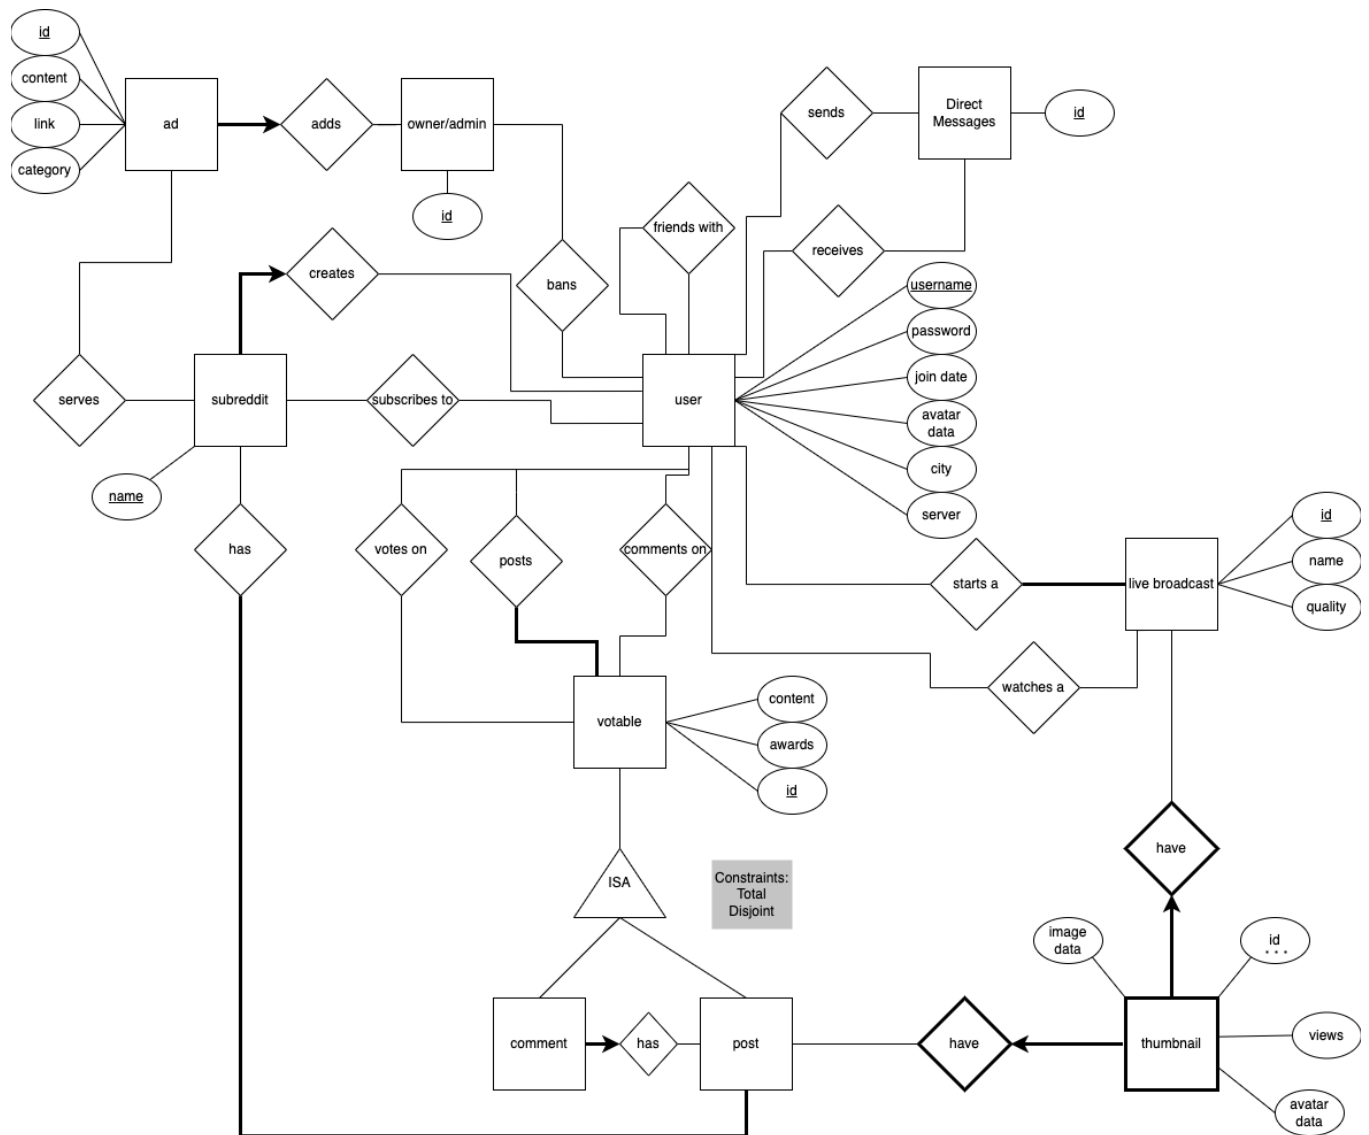 id
content
link
category
ad
adds
owner/admin
id
sends
Direct
Messages
id
friends with
receives
creates
bans
username
password
join date
avatar
data
city
server
serves
subreddit
subscribes to
user
name
has
votes on
posts
comments on
starts a
live broadcast
id
name
quality
watches a
votable
content
awards
id
have
ISA
Constraints:
Total
Disjoint
image
data
id
comment
has
post
have
thumbnail
views
avatar
data